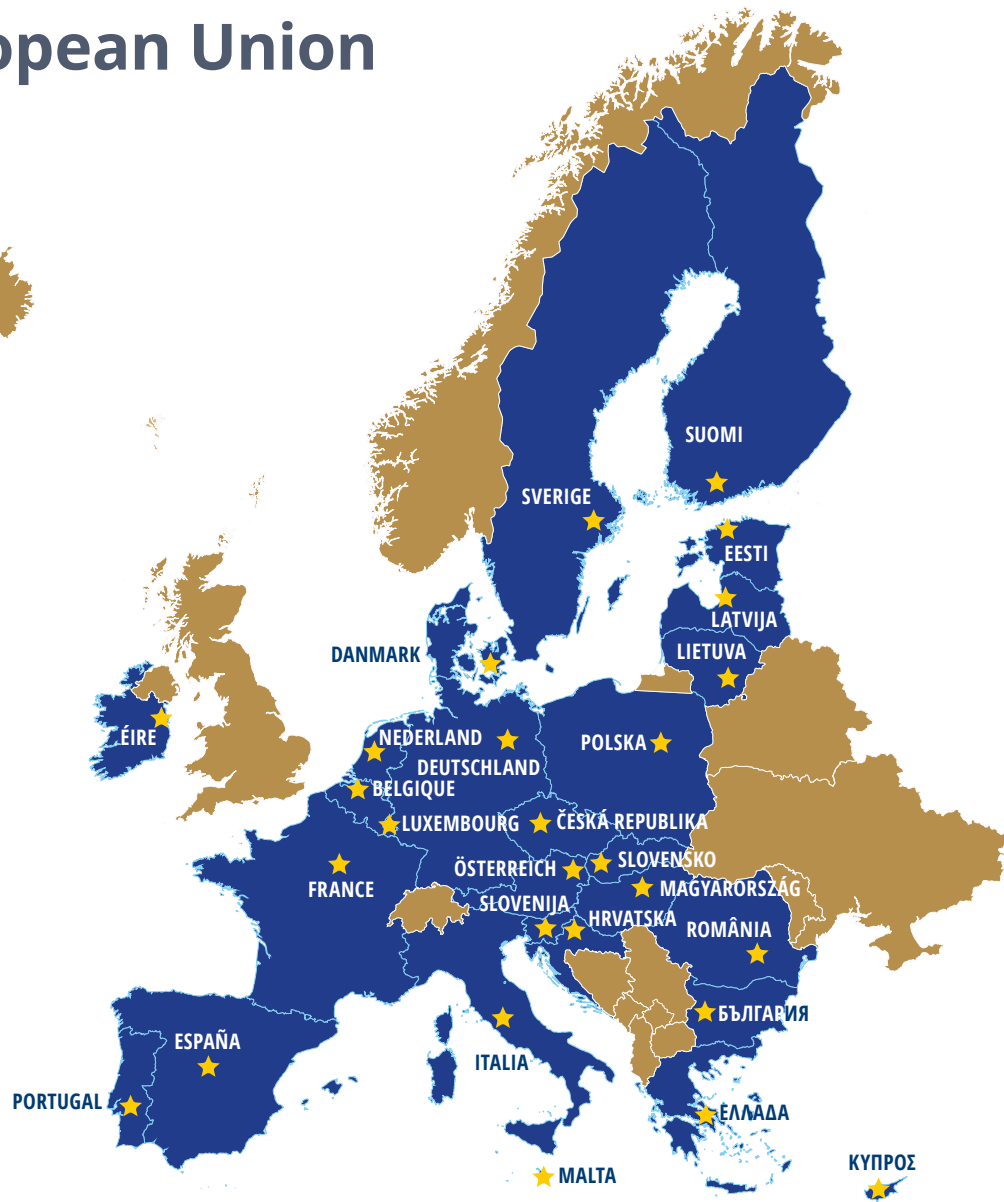 opean Union
SUOMI
SVERIGE
EESTI
LATVIJA
LIETUVA
DANMARK
ÉIRE
NEDERLAND
POLSKA
DEUTSCHLAND
BELGIQUE
LUXEMBOURG
ČESKÁ REPUBLIKA
ÖSTERREICH
SLOVENSKO
FRANCE
MAGYARORSZÁG
SLOVENIJA
HRVATSKA
ROMÂNIA
БЪЛГАРИЯ
ESPAÑA
ITALIA
PORTUGAL
ΕΛΛΑΔΑ
MALTA
ΚΥΠΡΟΣ